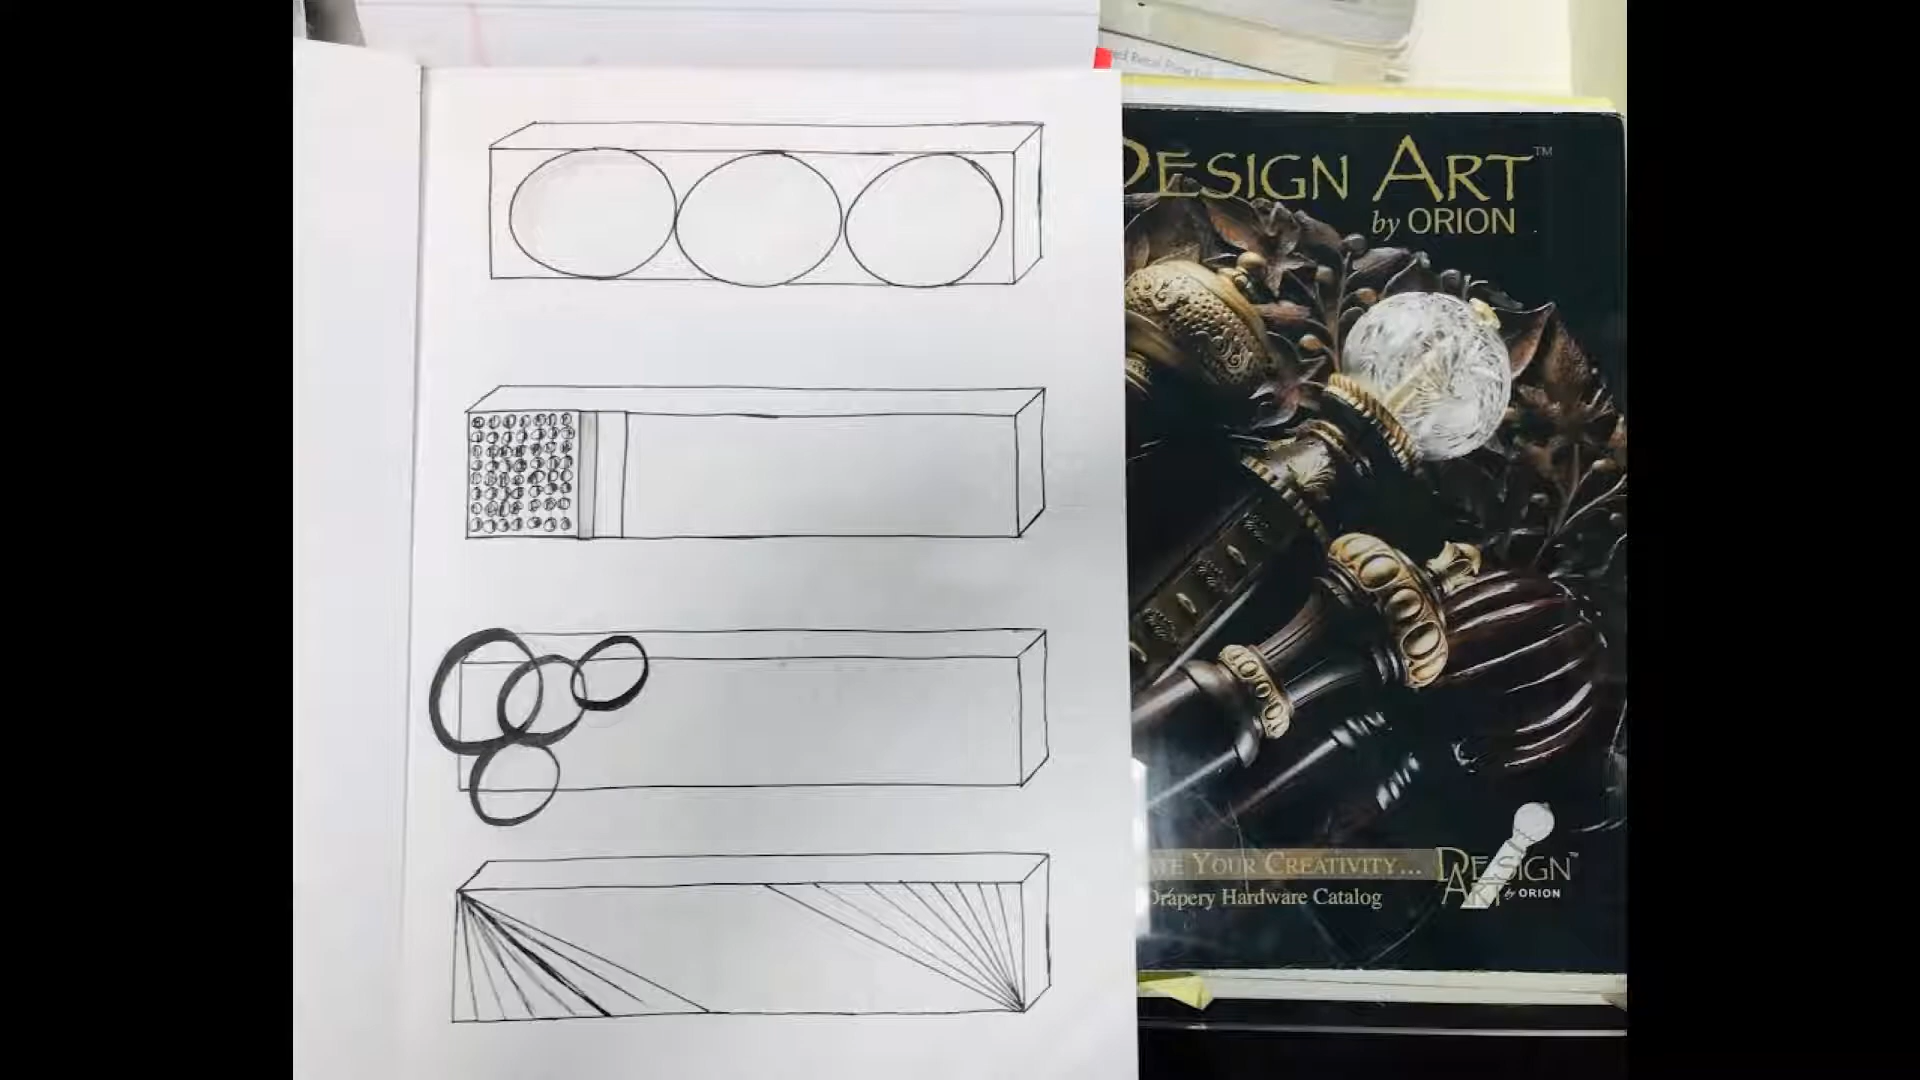 DESIGN ART™
by ORION
YOUR CREATIVITY...
Drapery Hardware Catalog
DESIGN™
ART by ORION